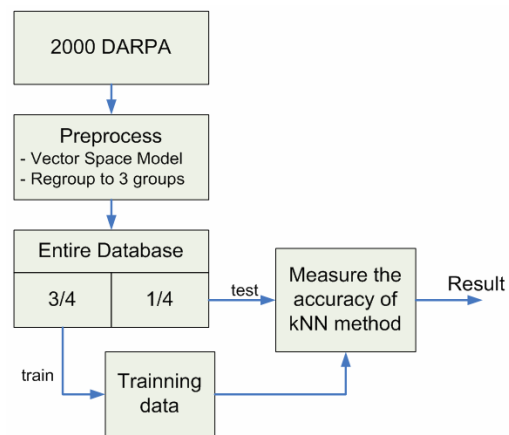 2000 DARPA
Preprocess
- Vector Space Model
- Regroup to 3 groups
Entire Database
3/4
1/4
test
Measure the
accuracy of
kNN method
Result
train
Trainning
data